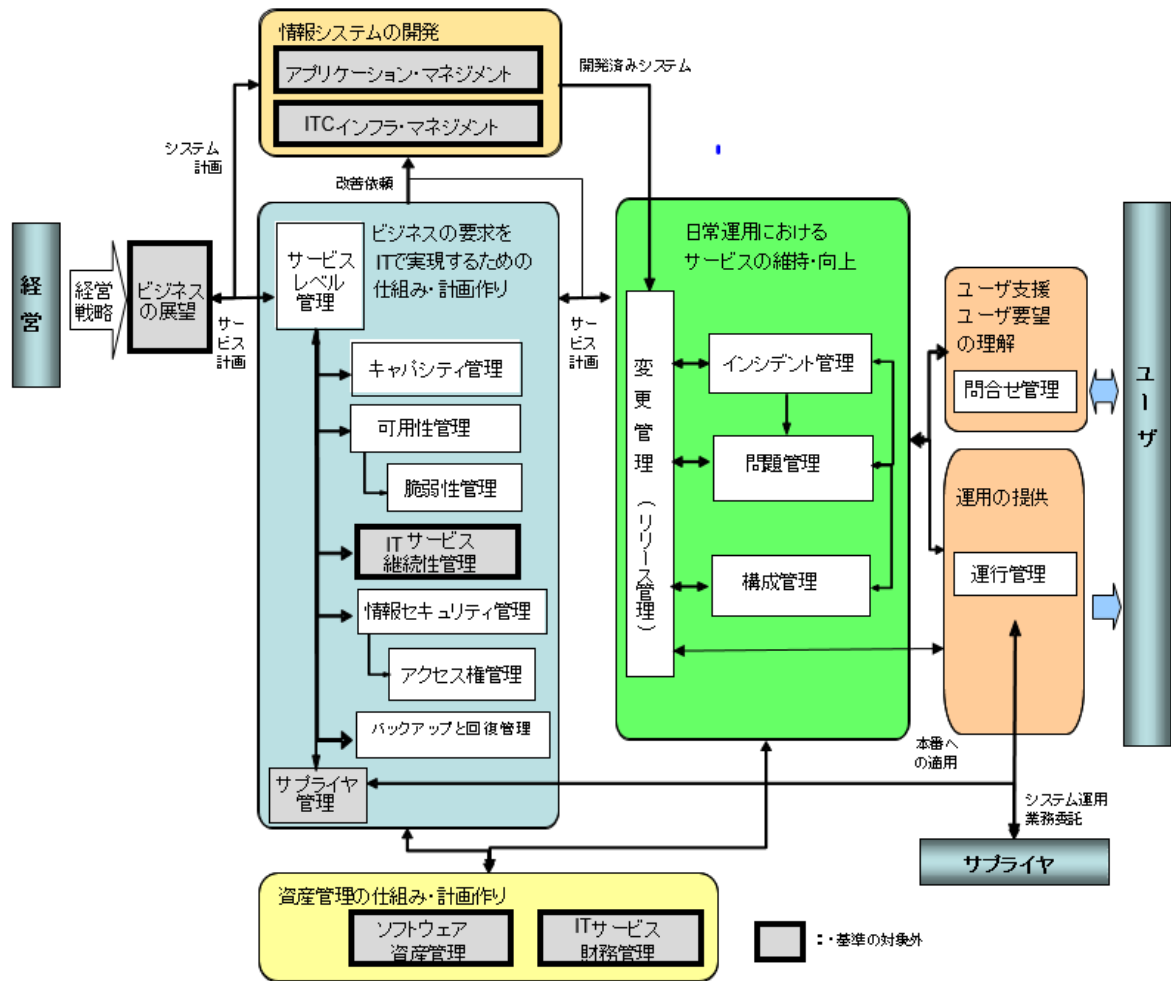 情報システムの開発
アプリケーション・マネジメント
ITCインフラ・マネジメント
開発済みシステム
システム
計画
改善依頼
経営
経営
戦略
ビジネス
の展望
サー
ビス
計画
サービス
レベル
管理
ビジネスの要求を
ITで実現するための
仕組み・計画作り
キャパシティ管理
可用性管理
脆弱性管理
ITサービス
継続性管理
情報セキュリティ管理
アクセス権管理
バックアップと回復管理
サプライヤ
管理
サー
ビス
計画
日常運用における
サービスの維持・向上
変更管理(リリース管理)
インシデント管理
問題管理
構成管理
ユーザ支援
ユーザ要望
の理解
問合せ管理
運用の提供
運行管理
ユーザ
本番へ
の適用
システム運用
業務委託
サプライヤ
資産管理の仕組み・計画作り
ソフトウェア
資産管理
ITサービス
財務管理
:・基準の対象外